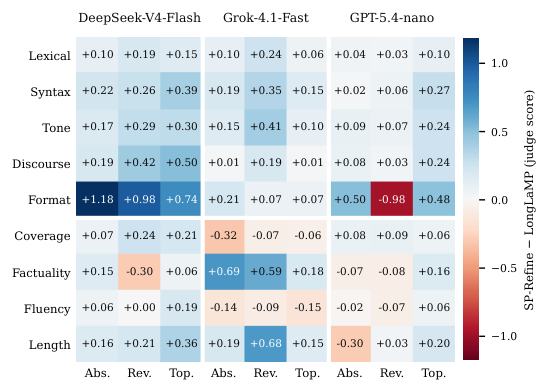 DeepSeek-V4-Flash Grok-4.1-Fast GPT-5.4-nano
Lexical +0.10 +0.19 +0.15 +0.10 +0.24 +0.06 +0.04 +0.03 +0.10
Syntax +0.22 +0.26 +0.39 +0.19 +0.35 +0.15 +0.02 +0.06 +0.27
Tone +0.17 +0.29 +0.30 +0.15 +0.41 +0.10 +0.09 +0.07 +0.24
Discourse +0.19 +0.42 +0.50 +0.01 +0.19 +0.01 +0.08 +0.03 +0.24
Format +1.18 +0.98 +0.74 +0.21 +0.07 +0.07 +0.50 −0.98 +0.48
Coverage +0.07 +0.24 +0.21 −0.32 -0.07 -0.06 +0.08 +0.09 +0.06
Factuality +0.15 −0.30 +0.06 +0.69 +0.59 +0.18 -0.07 -0.08 +0.16
Fluency +0.06 +0.00 +0.19 -0.14 -0.09 -0.15 -0.02 -0.07 +0.06
Length +0.16 +0.21 +0.36 +0.19 +0.68 +0.15 −0.30 +0.03 +0.20
Abs. Rev. Top. Abs. Rev. Top. Abs. Rev. Top.
1.0
0.5
0.0
−0.5
−1.0
SP-Refine − LongLaMP (judge score)